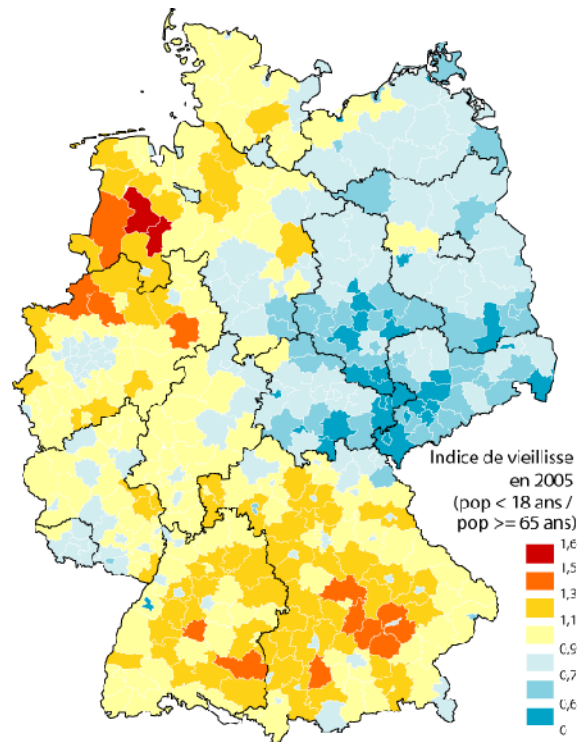 Indice de vieillisse
en 2005
(pop < 18 ans /
pop >= 65 ans)
1,6
1,5
1,3
1,1
0,9
0,7
0,6
0